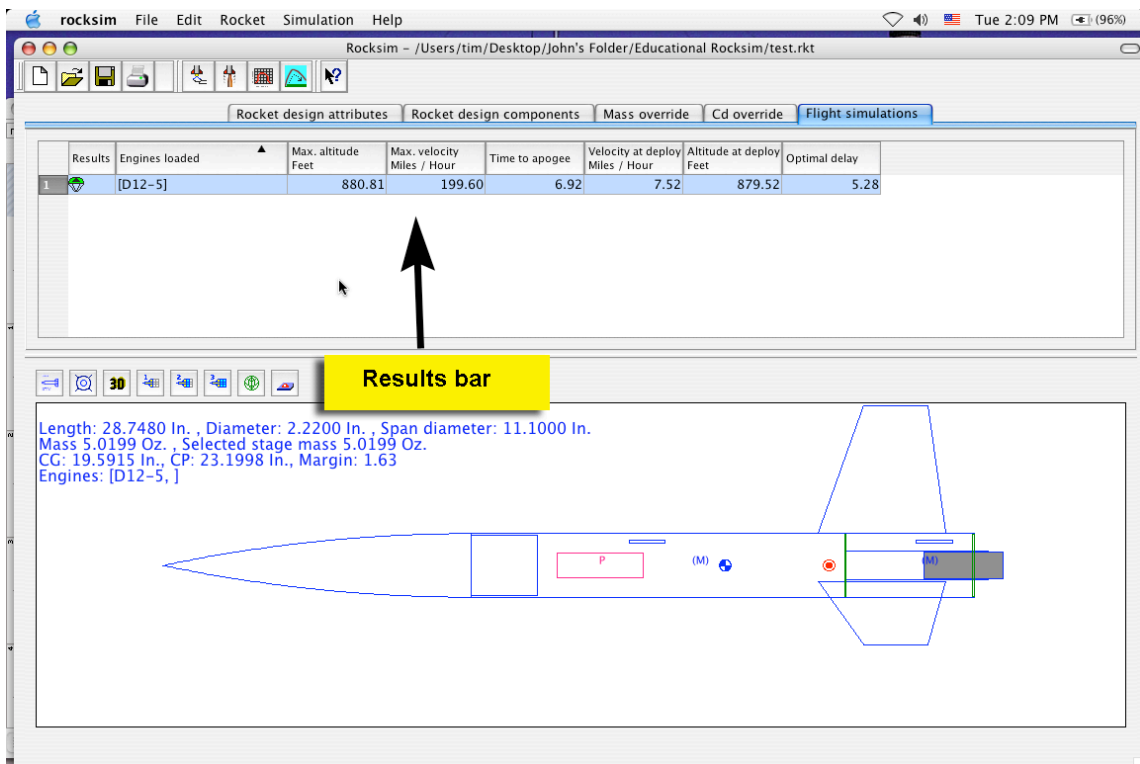 rocksim File Edit Rocket Simulation Help Tue 2:09 PM (96%)
Rocksim – /Users/tim/Desktop/John's Folder/Educational Rocksim/test.rkt
Rocket design attributes Rocket design components Mass override Cd override Flight simulations
Results Engines loaded Max. altitude Feet Max. velocity Miles / Hour Time to apogee Velocity at deploy Miles / Hour Altitude at deploy Feet Optimal delay
1 [D12-5] 880.81 199.60 6.92 7.52 879.52 5.28
Results bar
3D 1 2 3
Length: 28.7480 In. , Diameter: 2.2200 In. , Span diameter: 11.1000 In.
Mass 5.0199 Oz. , Selected stage mass 5.0199 Oz.
CG: 19.5915 In., CP: 23.1998 In., Margin: 1.63
Engines: [D12-5, ]
P (M) (M)